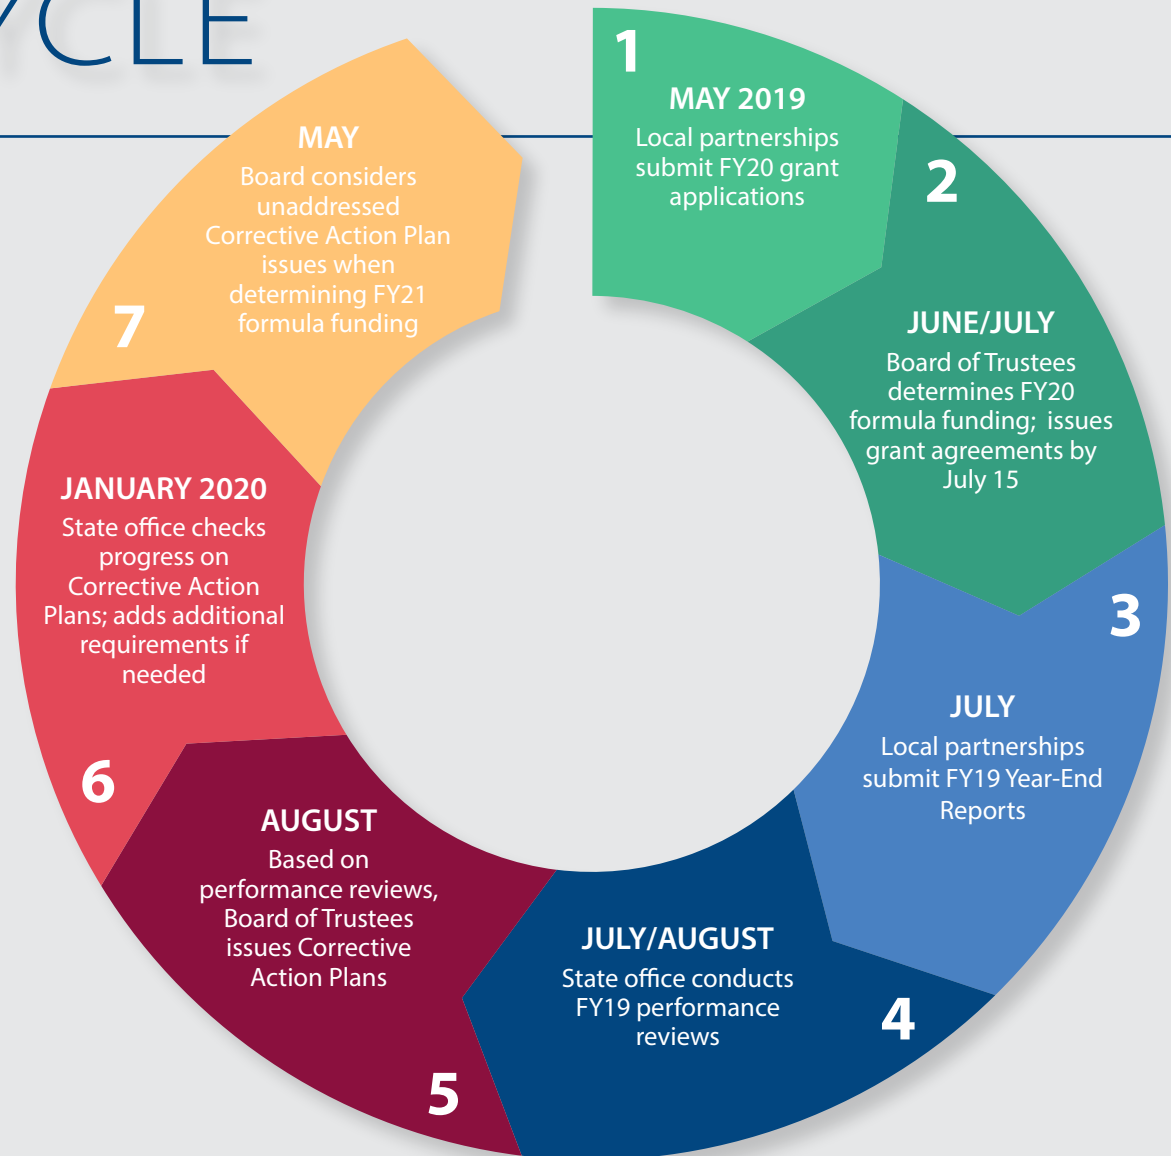 YCLE
1
MAY 2019
Local partnerships
submit FY20 grant
applications
2
JUNE/JULY
Board of Trustees
determines FY20
formula funding; issues
grant agreements by
July 15
3
JULY
Local partnerships
submit FY19 Year-End
Reports
4
JULY/AUGUST
State office conducts
FY19 performance
reviews
5
AUGUST
Based on
performance reviews,
Board of Trustees
issues Corrective
Action Plans
6
JANUARY 2020
State office checks
progress on
Corrective Action
Plans; adds additional
requirements if
needed
7
MAY
Board considers
unaddressed
Corrective Action Plan
issues when
determining FY21
formula funding